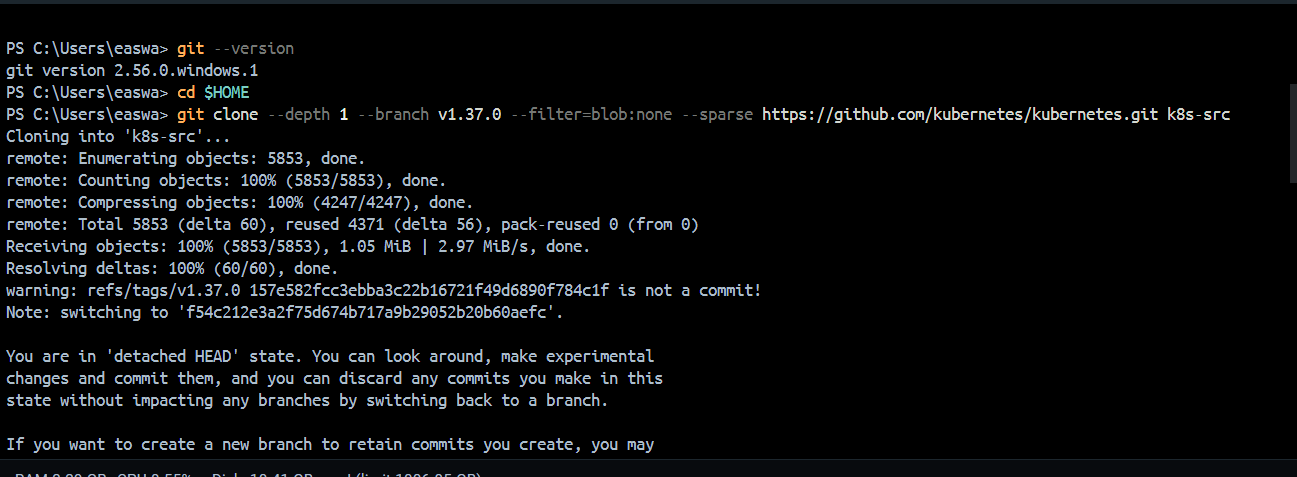 PS C:\Users\easwa> git --version
git version 2.56.0.windows.1
PS C:\Users\easwa> cd $HOME
PS C:\Users\easwa> git clone --depth 1 --branch v1.37.0 --filter=blob:none --sparse https://github.com/kubernetes/kubernetes.git k8s-src
Cloning into 'k8s-src'...
remote: Enumerating objects: 5853, done.
remote: Counting objects: 100% (5853/5853), done.
remote: Compressing objects: 100% (4247/4247), done.
remote: Total 5853 (delta 60), reused 4371 (delta 56), pack-reused 0 (from 0)
Receiving objects: 100% (5853/5853), 1.05 MiB | 2.97 MiB/s, done.
Resolving deltas: 100% (60/60), done.
warning: refs/tags/v1.37.0 157e582fcc3ebba3c22b16721f49d6890f784c1f is not a commit!
Note: switching to 'f54c212e3a2f75d674b717a9b29052b20b60aefc'.
You are in 'detached HEAD' state. You can look around, make experimental
changes and commit them, and you can discard any commits you make in this
state without impacting any branches by switching back to a branch.
If you want to create a new branch to retain commits you create, you may